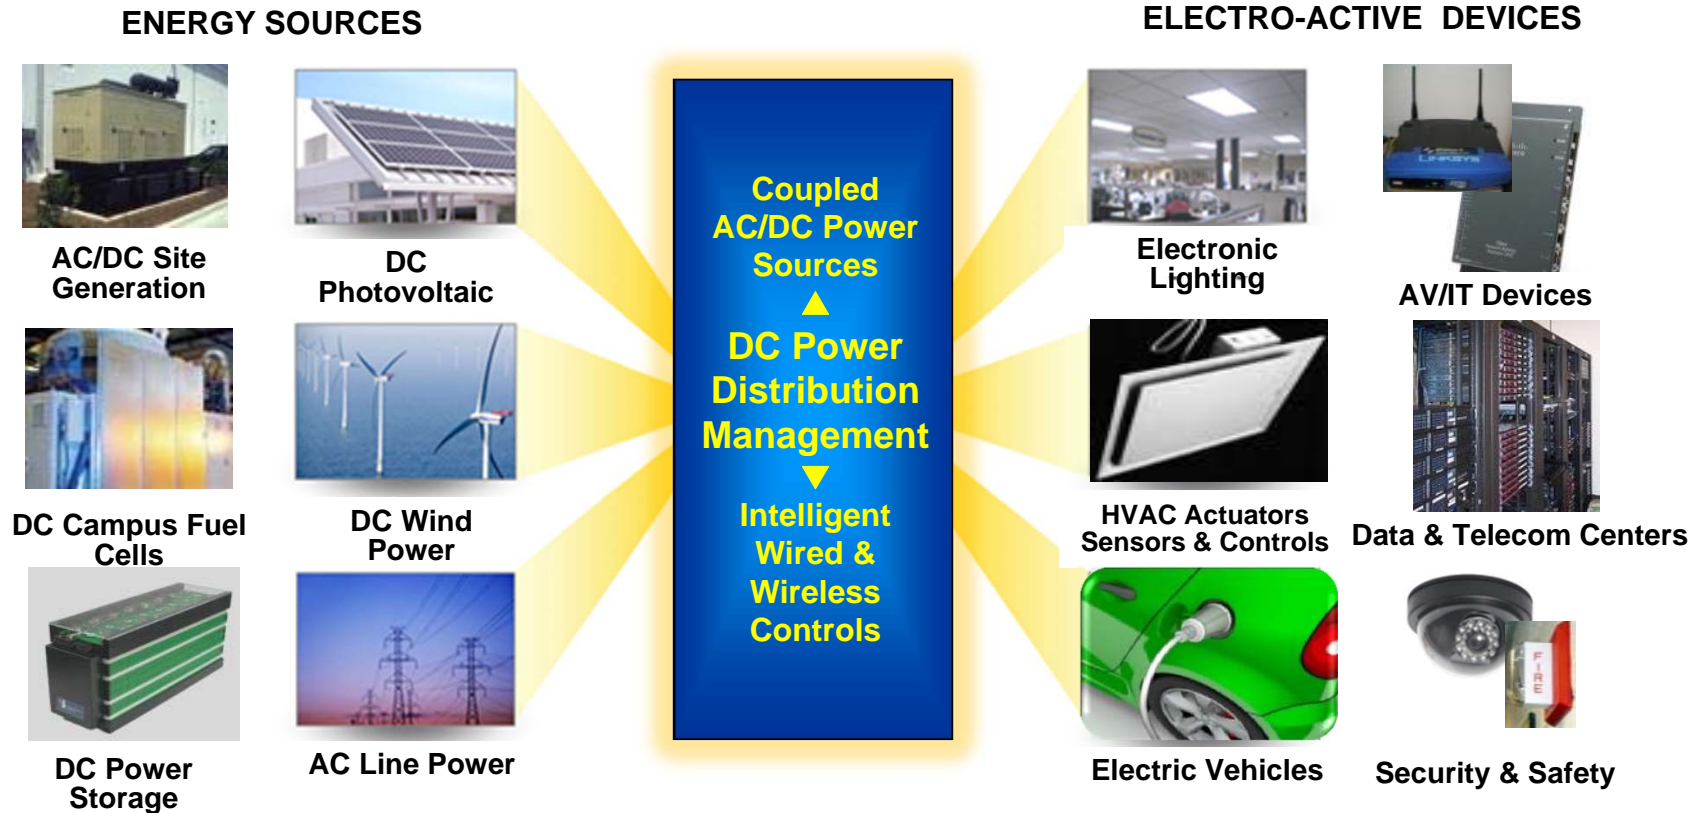 ENERGY SOURCES
ELECTRO-ACTIVE DEVICES
AC/DC Site
Generation
DC
Photovoltaic
DC Campus Fuel
Cells
DC Wind
Power
DC Power
Storage
AC Line Power
Coupled
AC/DC Power
Sources
DC Power
Distribution
Management
Intelligent
Wired &
Wireless
Controls
Electronic
Lighting
LINKSYS
AV/IT Devices
HVAC Actuators
Sensors & Controls
Data & Telecom Centers
Electric Vehicles
FIRE
Security & Safety